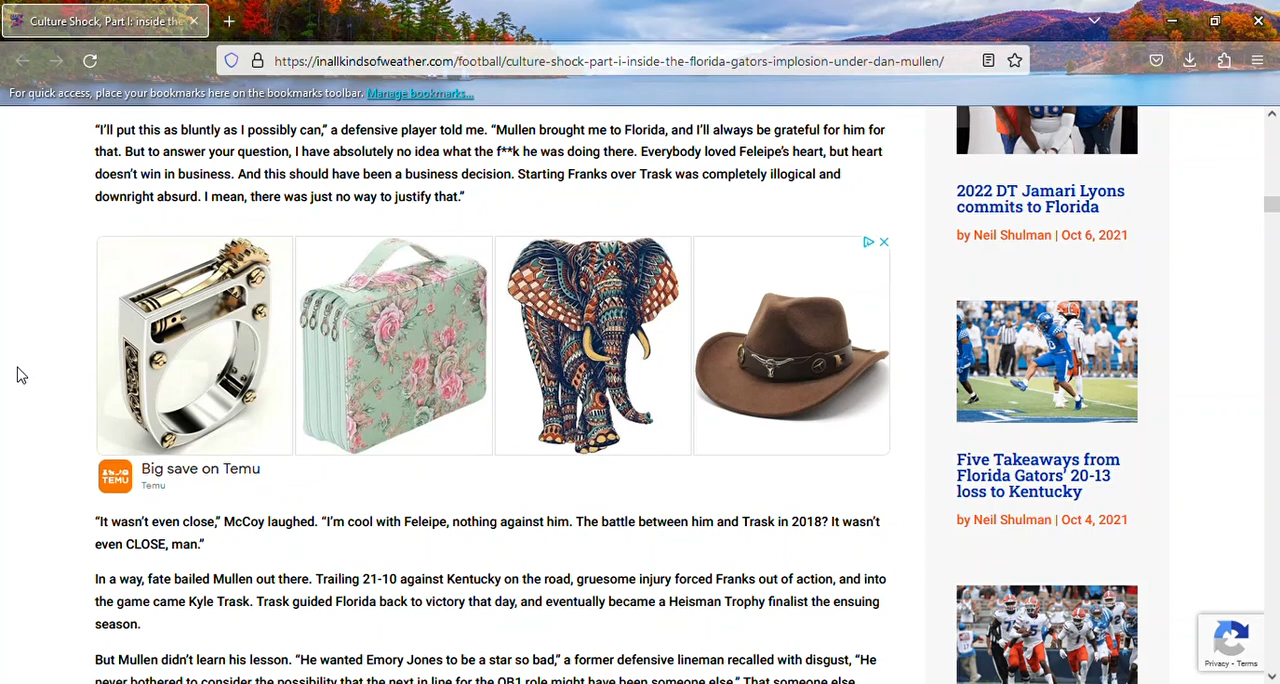 Culture Shock, Part I: inside the
https://inallkindsofweather.com/football/culture-shock-part-i-inside-the-florida-gators-implosion-under-dan-mullen/
For quick access, place your bookmarks here on the bookmarks toolbar. Manage bookmarks...
“I’ll put this as bluntly as I possibly can,” a defensive player told me. “Mullen brought me to Florida, and I’ll always be grateful for him for
that. But to answer your question, I have absolutely no idea what the f**k he was doing there. Everybody loved Feleipe’s heart, but heart
doesn’t win in business. And this should have been a business decision. Starting Franks over Trask was completely illogical and
downright absurd. I mean, there was just no way to justify that.”
TEMU
Big save on Temu
Temu
“It wasn’t even close,” McCoy laughed. “I’m cool with Feleipe, nothing against him. The battle between him and Trask in 2018? It wasn’t
even CLOSE, man.”
In a way, fate bailed Mullen out there. Trailing 21-10 against Kentucky on the road, gruesome injury forced Franks out of action, and into
the game came Kyle Trask. Trask guided Florida back to victory that day, and eventually became a Heisman Trophy finalist the ensuing
season.
But Mullen didn’t learn his lesson. “He wanted Emory Jones to be a star so bad,” a former defensive lineman recalled with disgust, “He
never bothered to consider the possibility that the next in line for the QB1 role might have been someone else.” That someone else
2022 DT Jamari Lyons
commits to Florida
by Neil Shulman | Oct 6, 2021
Five Takeaways from
Florida Gators’ 20-13
loss to Kentucky
by Neil Shulman | Oct 4, 2021
Privacy - Terms